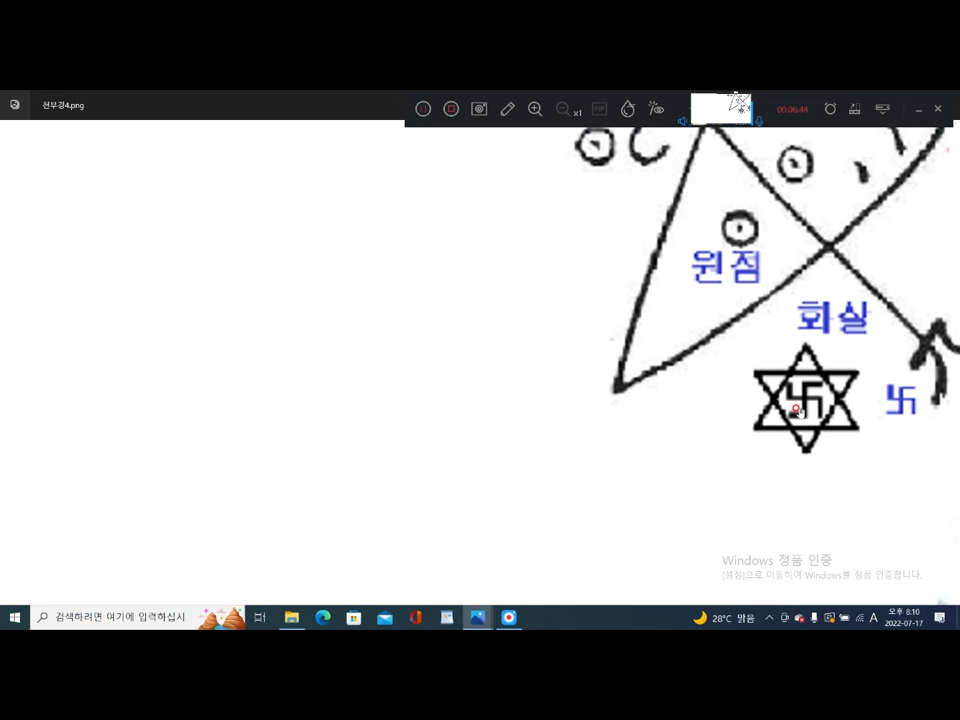 천부경4.png
x1
00:06:44
원점
회실
卐
卐
Windows 정품 인증
[설정]으로 이동하여 Windows를 정품 인증합니다.
검색하려면 여기에 입력하십시
28°C 맑음
A
오후 8:10
2022-07-17